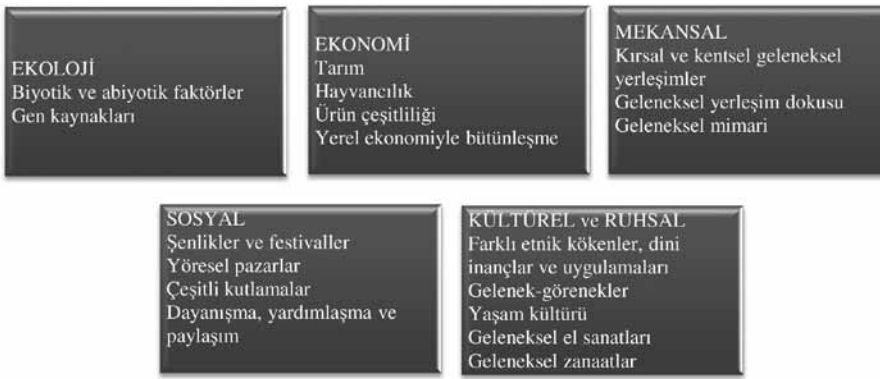 EKOLOJİ
Biyotik ve abiyotik faktörler
Gen kaynakları
EKONOMİ
Tarım
Hayvancılık
Ürün çeşitliliği
Yerel ekonomiyle bütünleşme
MEKANSAL
Kırsal ve kentsel geleneksel
yerleşimler
Geleneksel yerleşim dokusu
Geleneksel mimari
SOSYAL
Şenlikler ve festivaller
Yöresel pazarlar
Çeşitli kutlamalar
Dayanışma, yardımlaşma ve
paylaşım
KÜLTÜREL ve RUHSAL
Farklı etnik kökenler, dini
inançlar ve uygulamaları
Gelenek-görenekler
Yaşam kültürü
Geleneksel el sanatları
Geleneksel zanaatlar